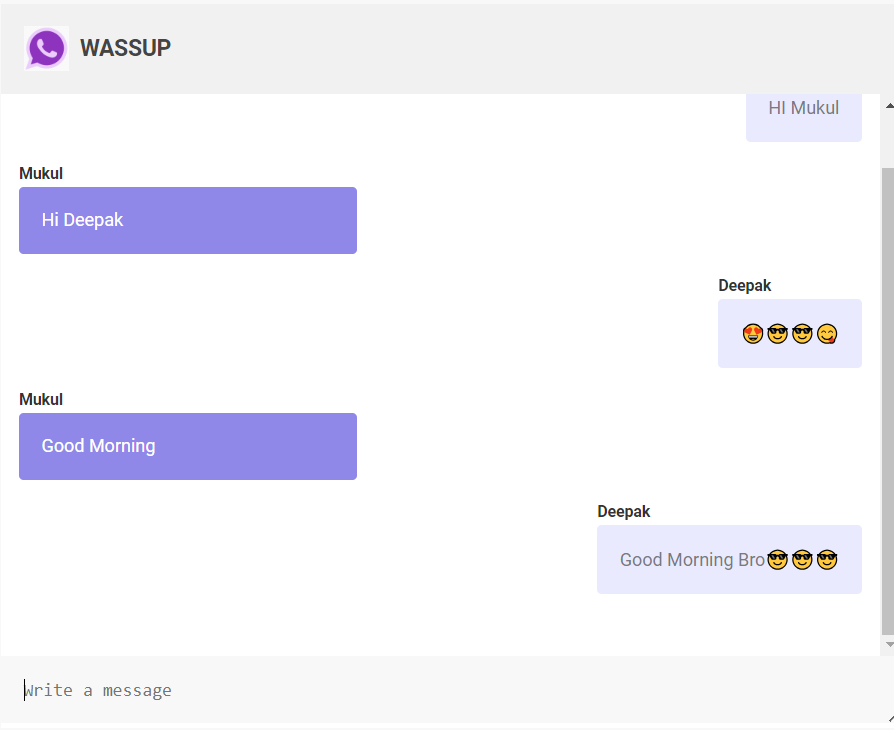 WASSUP
HI Mukul
Mukul
Hi Deepak
Deepak
😍😎😎😋
Mukul
Good Morning
Deepak
Good Morning Bro😎😎😎
Write a message